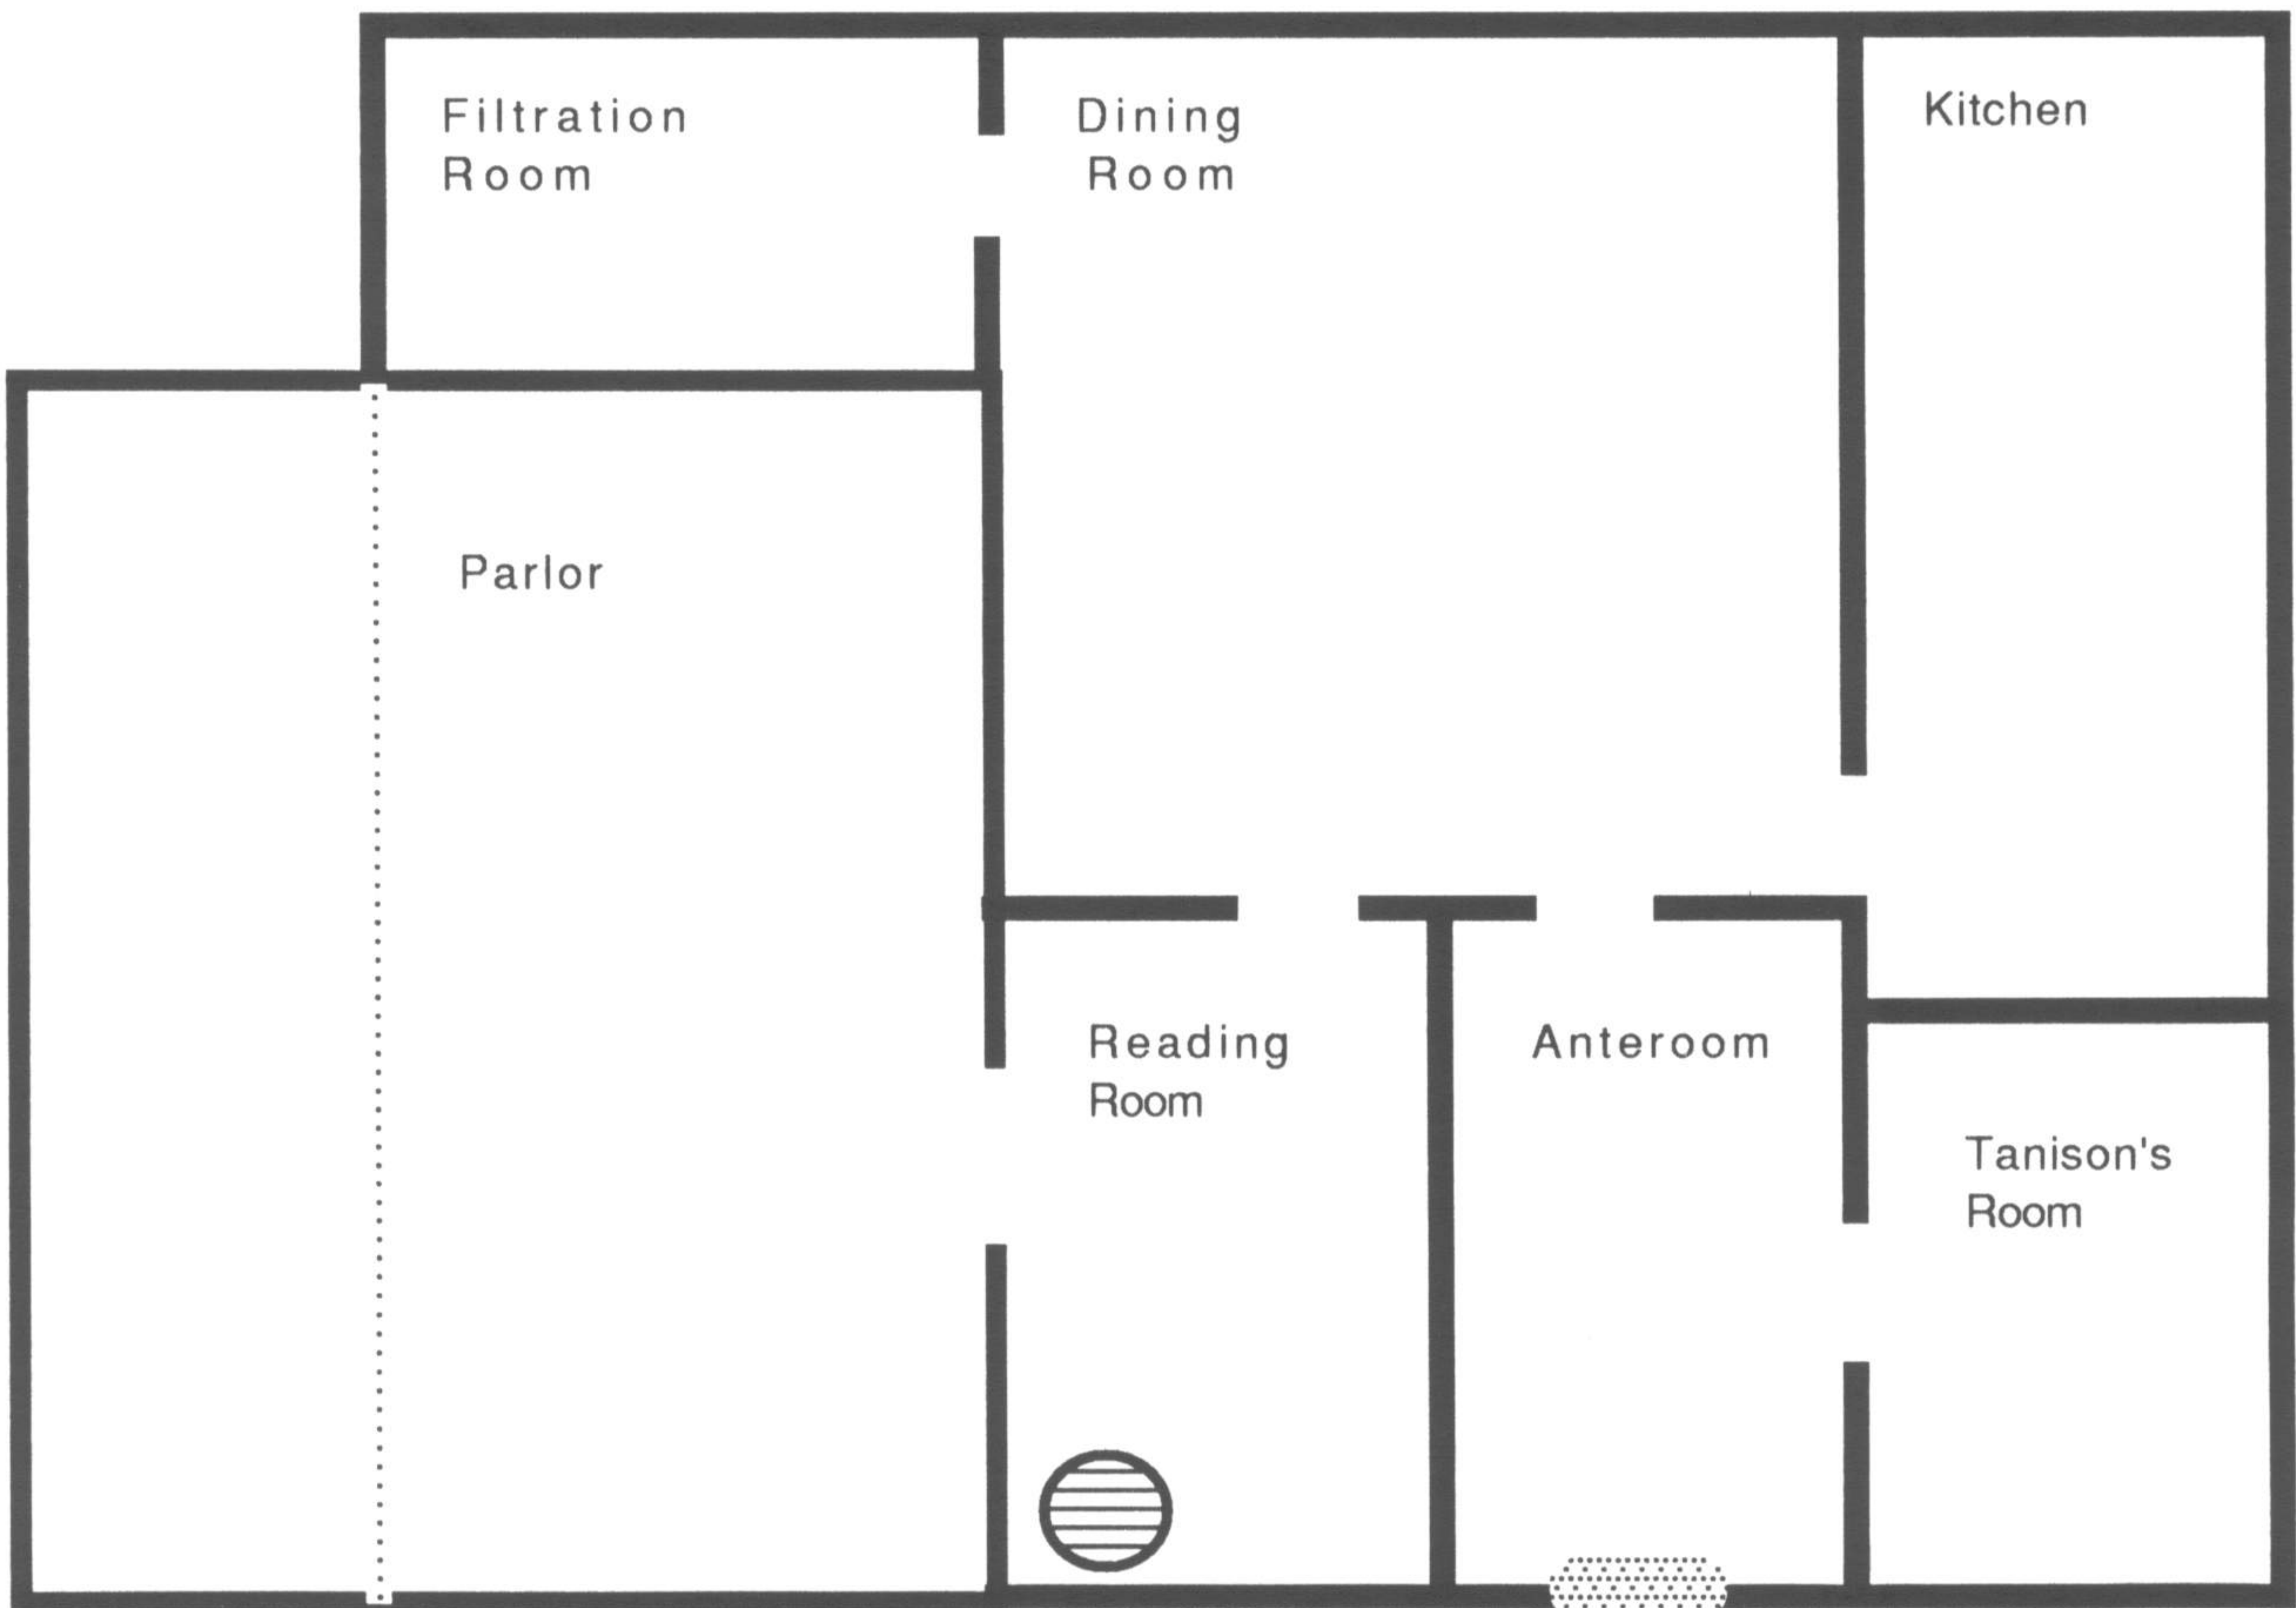 Filtration
Room
Dining
Room
Kitchen
Parlor
Reading
Room
Anteroom
Tanison's
Room